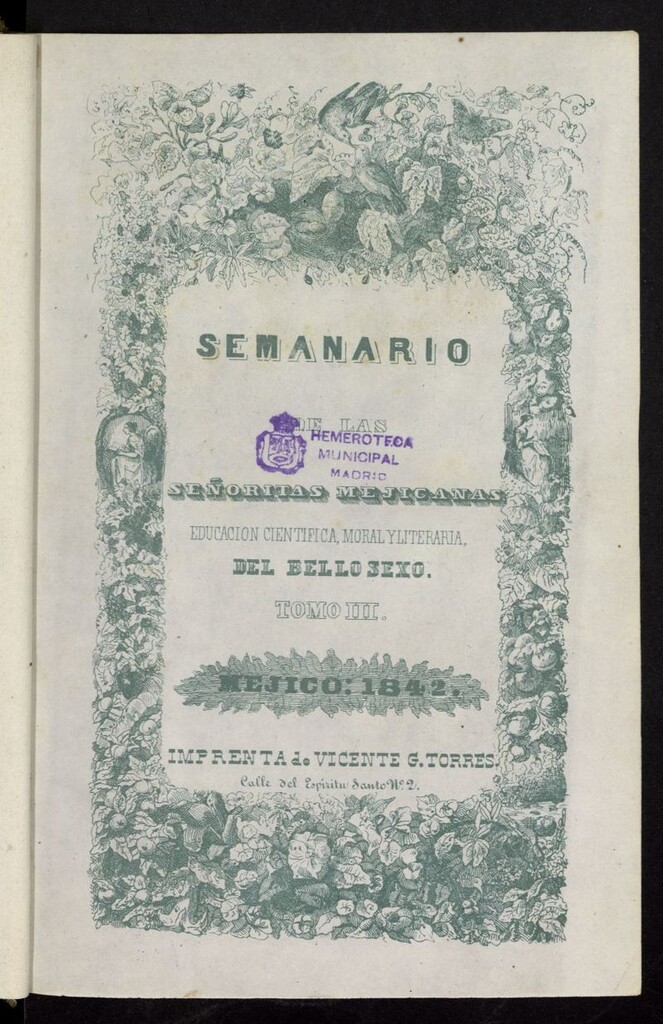 SEMANARIO
DE LAS
HEMEROTECA
MUNICIPAL
MADRID
SEÑORITAS MEJICANAS
EDUCACION CIENTIFICA, MORAL Y LITERARIA,
DEL BELLO SEXO.
TOMO III.
MEJICO: 1842.
IMPRENTA de VICENTE G. TORRES.
Calle del Espíritu Santo Nº 2.